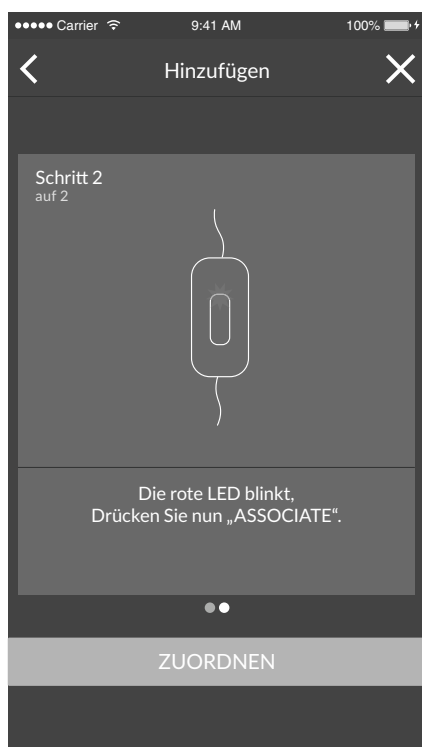 Carrier 9:41 AM 100%
Hinzufügen
Schritt 2
auf 2
Die rote LED blinkt,
Drücken Sie nun „ASSOCIATE“.
ZUORDNEN